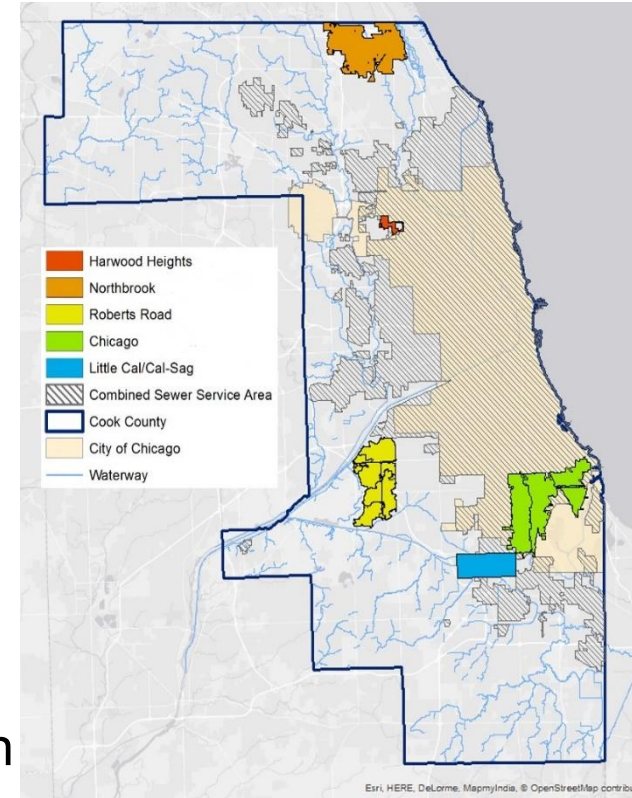 Harwood Heights
Northbrook
Roberts Road
Chicago
Little Cal/Cal-Sag
Combined Sewer Service Area
Cook County
City of Chicago
Waterway
n
Esri, HERE, DeLorme, MapmyIndia, © OpenStreetMap contribu